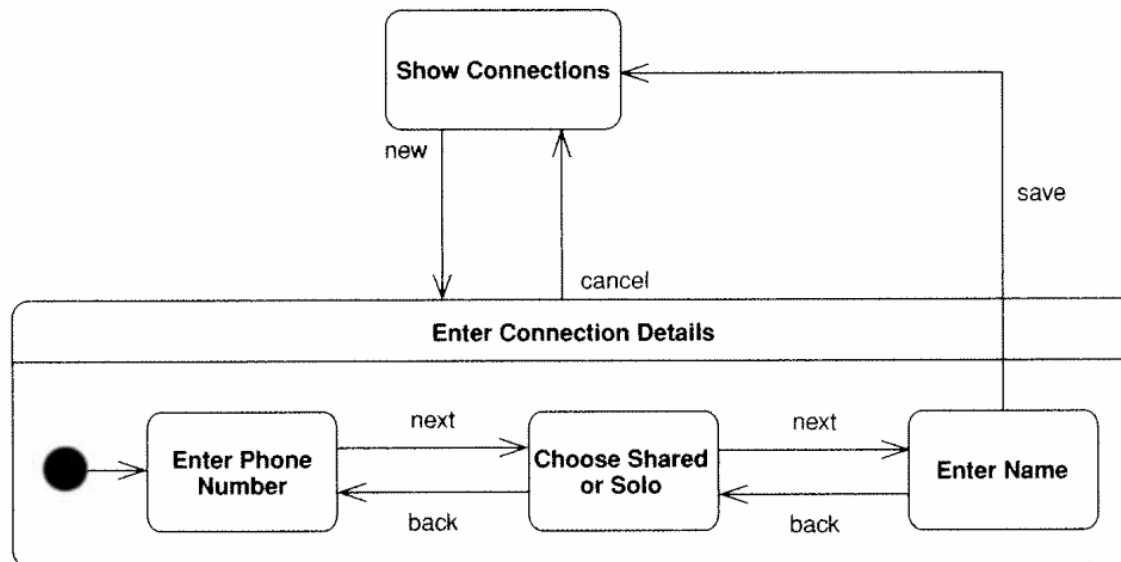 Show Connections
new
save
cancel
Enter Connection Details
next
next
Enter Phone
Number
Choose Shared
or Solo
Enter Name
back
back